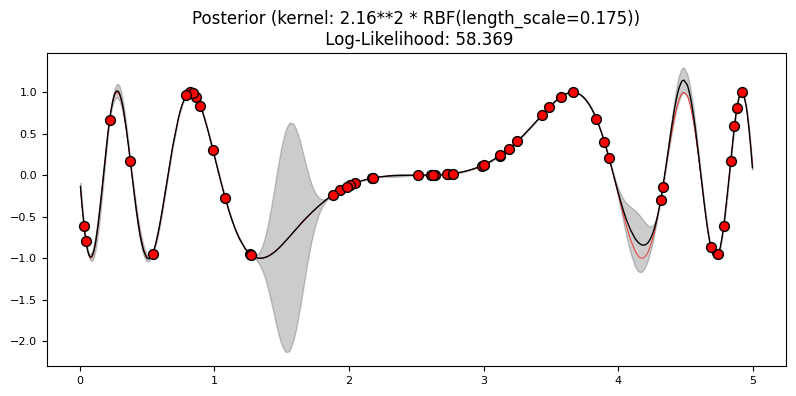 Posterior (kernel: 2.16**2 * RBF(length_scale=0.175))
Log-Likelihood: 58.369
1.0
0.5
0.0
−0.5
−1.0
−1.5
−2.0
0 1 2 3 4 5